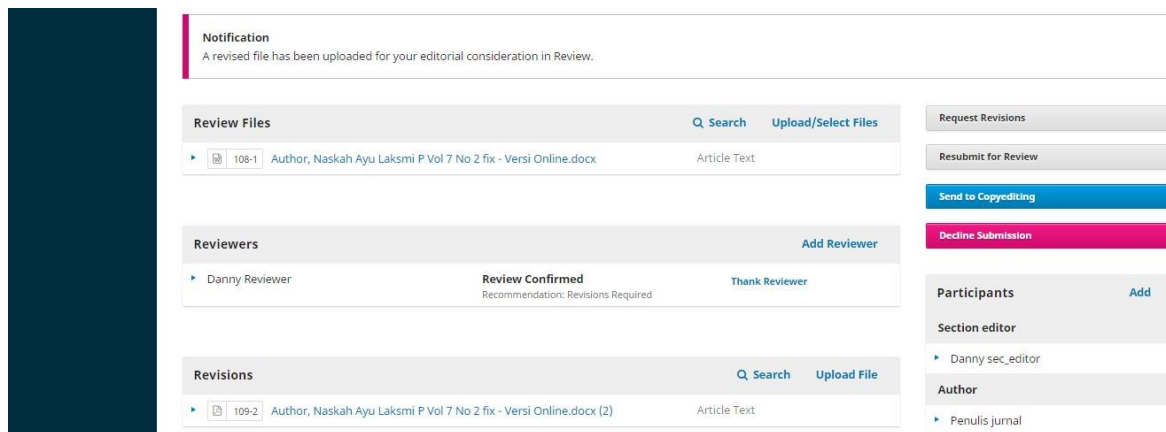 Notification
A revised file has been uploaded for your editorial consideration in Review.
Review Files
Search Upload/Select Files
108-1 Author, Naskah Ayu Laksmi P Vol 7 No 2 fix - Versi Online.docx Article Text
Reviewers Add Reviewer
Danny Reviewer Review Confirmed Thank Reviewer
Recommendation: Revisions Required
Revisions
Search Upload File
109-2 Author, Naskah Ayu Laksmi P Vol 7 No 2 fix - Versi Online.docx (2) Article Text
Request Revisions
Resubmit for Review
Send to Copyediting
Decline Submission
Participants Add
Section editor
Danny sec_editor
Author
Penulis jurnal